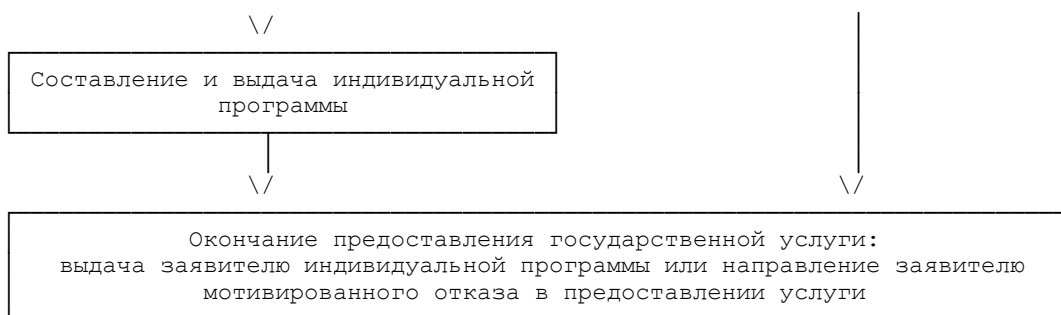 Составление и выдача индивидуальной
программы
Окончание предоставления государственной услуги:
выдача заявителю индивидуальной программы или направление заявителю
мотивированного отказа в предоставлении услуги